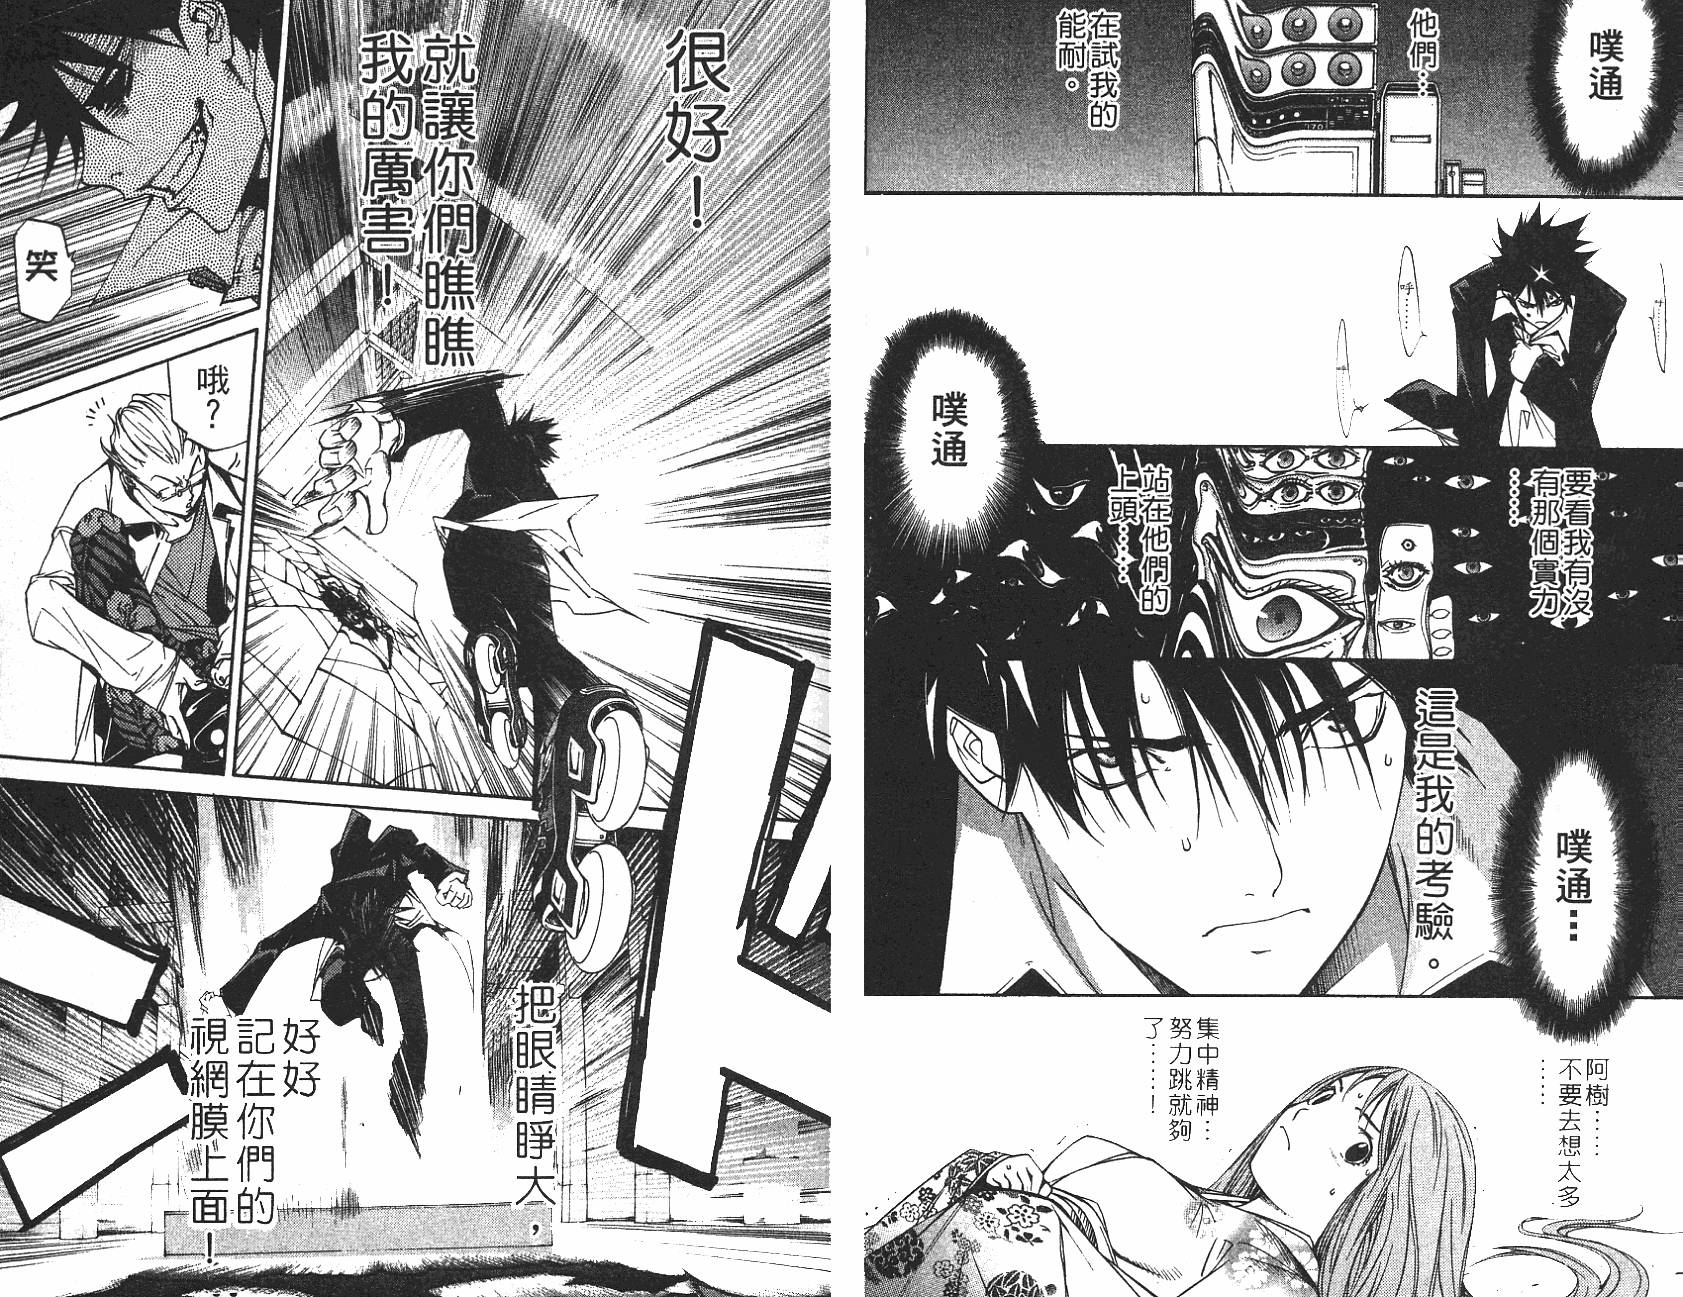 噗通
他們…
在試我的
能耐。
呼……
要看我有沒
有那個實力
……
站在他們的
上頭……
噗通
這是我的考驗。
噗通…
阿樹……
不要去想太多
……
集中精神…
努力跳就夠
了……！
很好！
就讓你們瞧瞧
我的厲害！
笑
哦？
把眼睛睜大，
好好
記在你們的
視網膜上面！